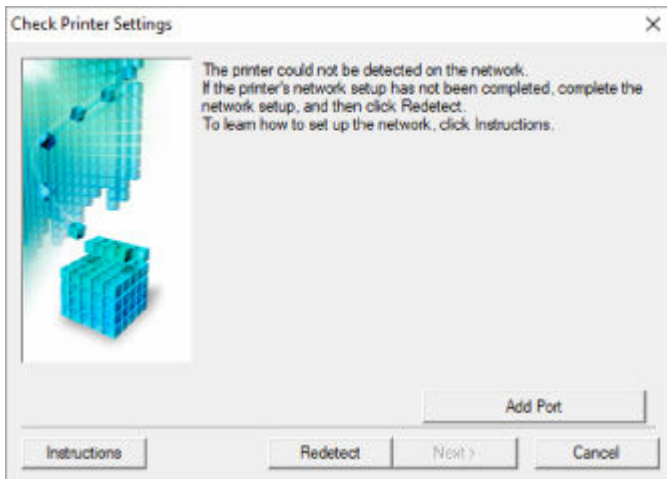 Check Printer Settings
The printer could not be detected on the network.
If the printer's network setup has not been completed, complete the
network setup, and then click Redetect.
To learn how to set up the network, click Instructions.
Add Port
Instructions
Redetect
Next >
Cancel